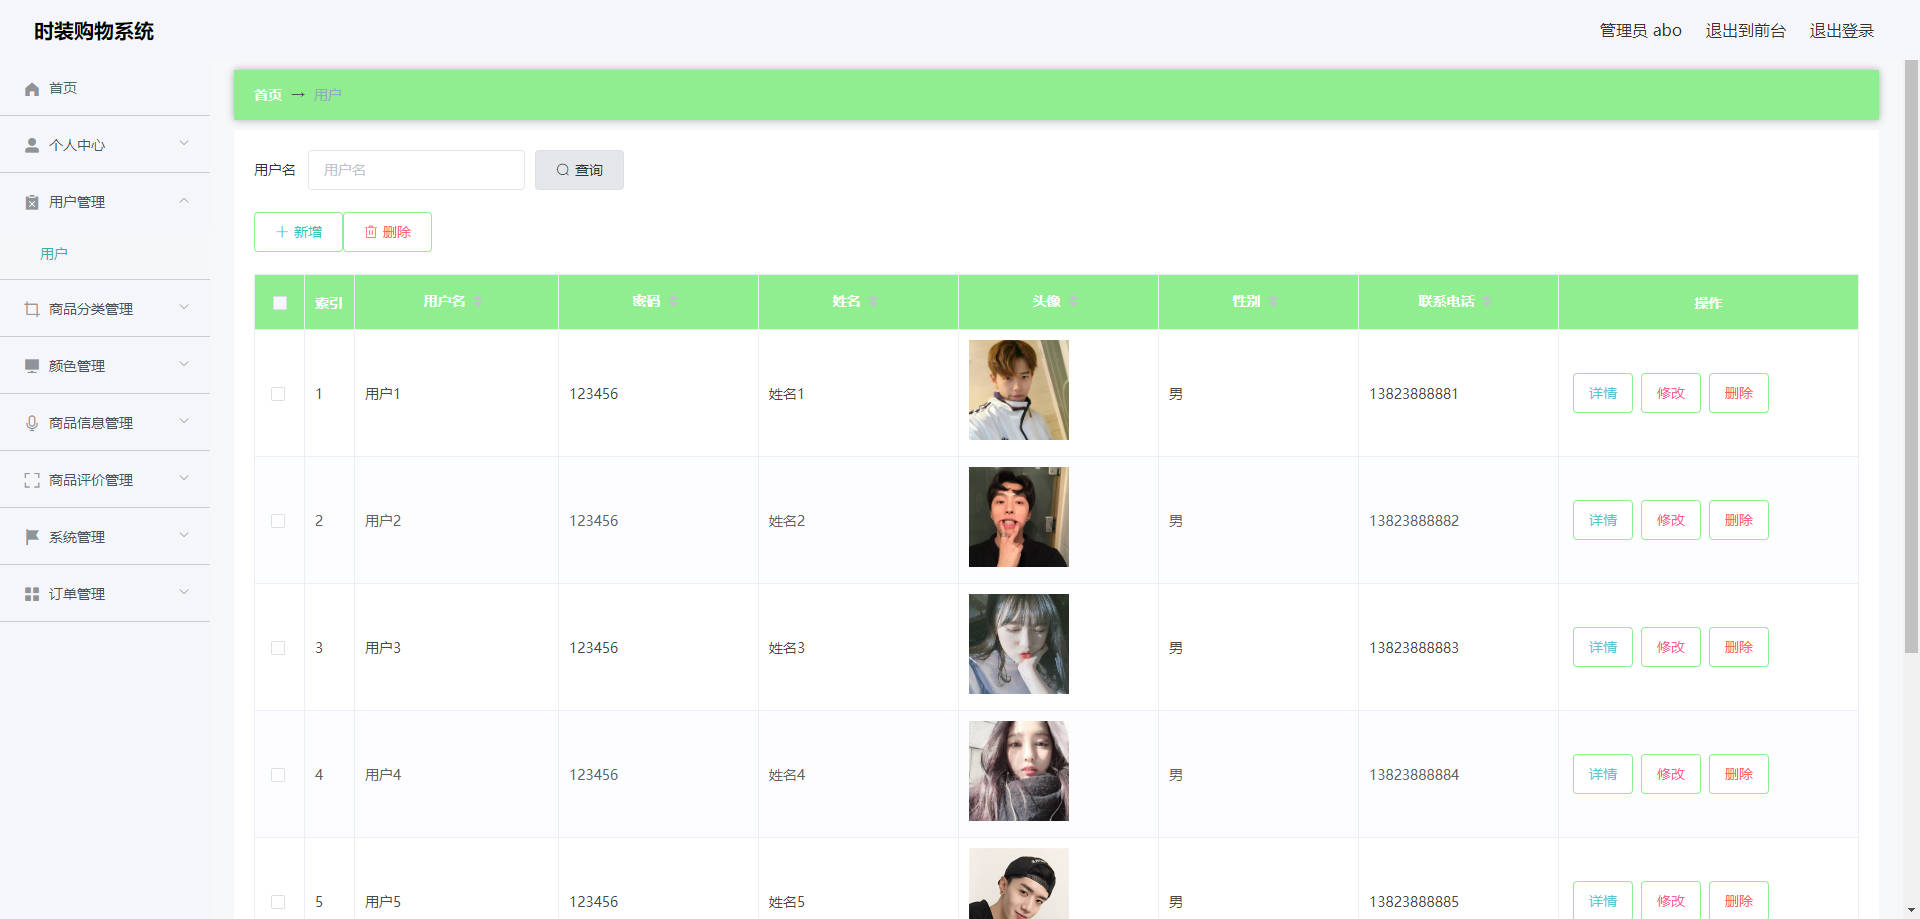 时装购物系统
管理员 abo 退出到前台 退出登录
首页
个人中心
用户管理
用户
商品分类管理
颜色管理
商品信息管理
商品评价管理
系统管理
订单管理
首页 → 用户
用户名 用户名 查询
新增 删除
索引 用户名 密码 姓名 头像 性别 联系电话 操作
1 用户1 123456 姓名1 男 13823888881 详情 修改 删除
2 用户2 123456 姓名2 男 13823888882 详情 修改 删除
3 用户3 123456 姓名3 男 13823888883 详情 修改 删除
4 用户4 123456 姓名4 男 13823888884 详情 修改 删除
5 用户5 123456 姓名5 男 13823888885 详情 修改 删除